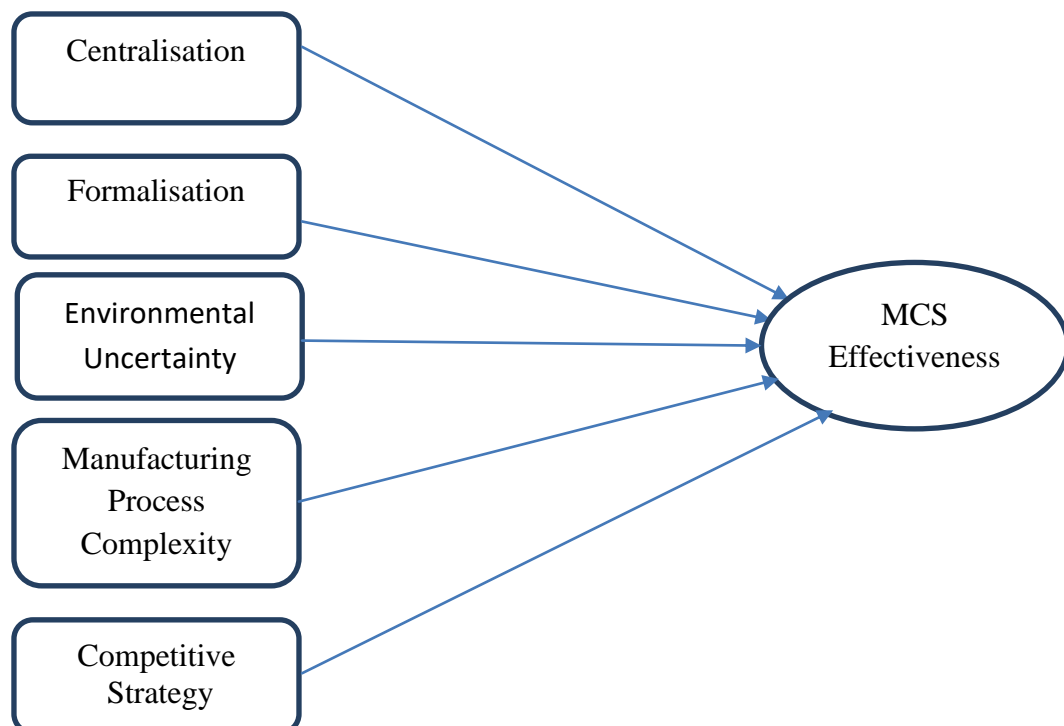 Centralisation
Formalisation
Environmental
Uncertainty
Manufacturing
Process
Complexity
Competitive
Strategy
MCS
Effectiveness